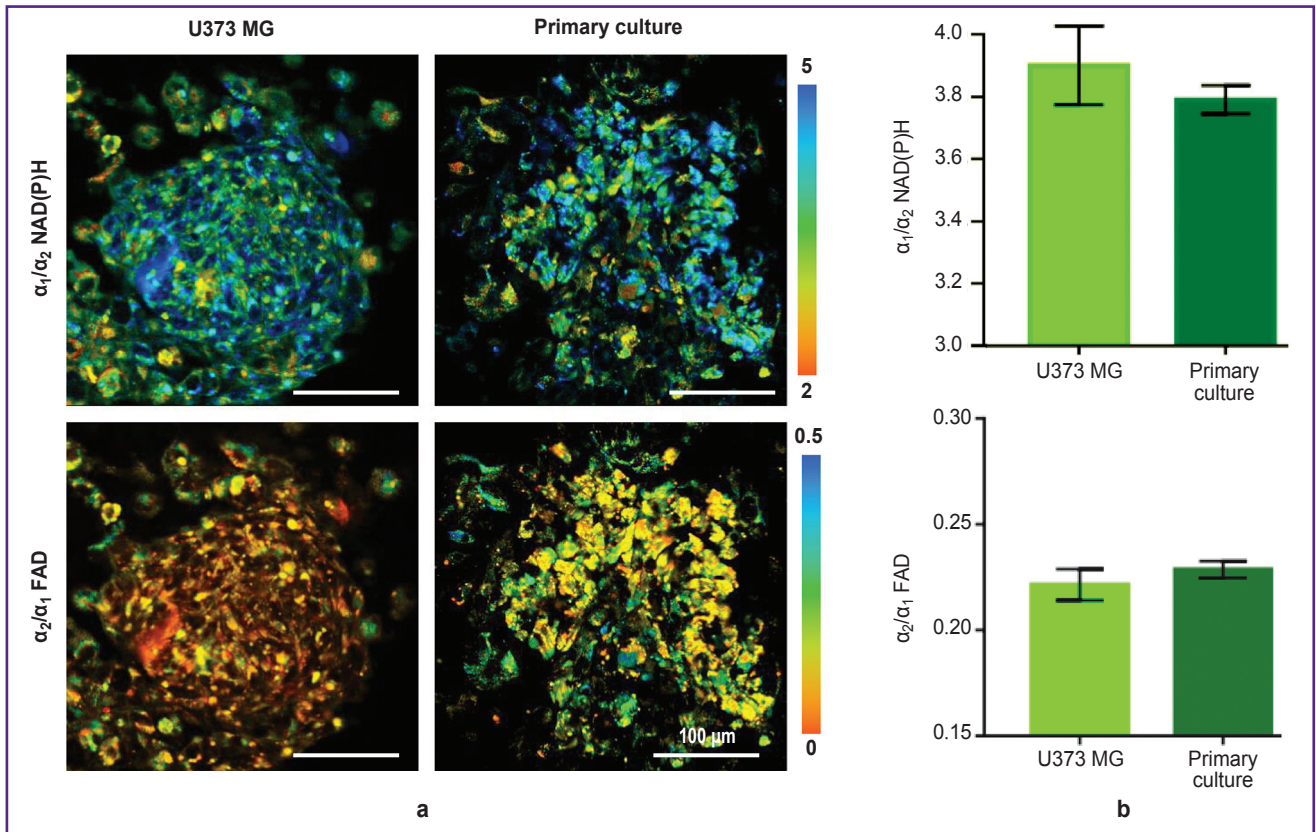 U373 MG
Primary culture
α1/α2 NAD(P)H
5
2
α2/α1 FAD
0.5
0
100 µm
a
α1/α2 NAD(P)H
4.0
3.8
3.6
3.4
3.2
3.0
U373 MG
Primary
culture
α2/α1 FAD
0.30
0.25
0.20
0.15
U373 MG
Primary
culture
b